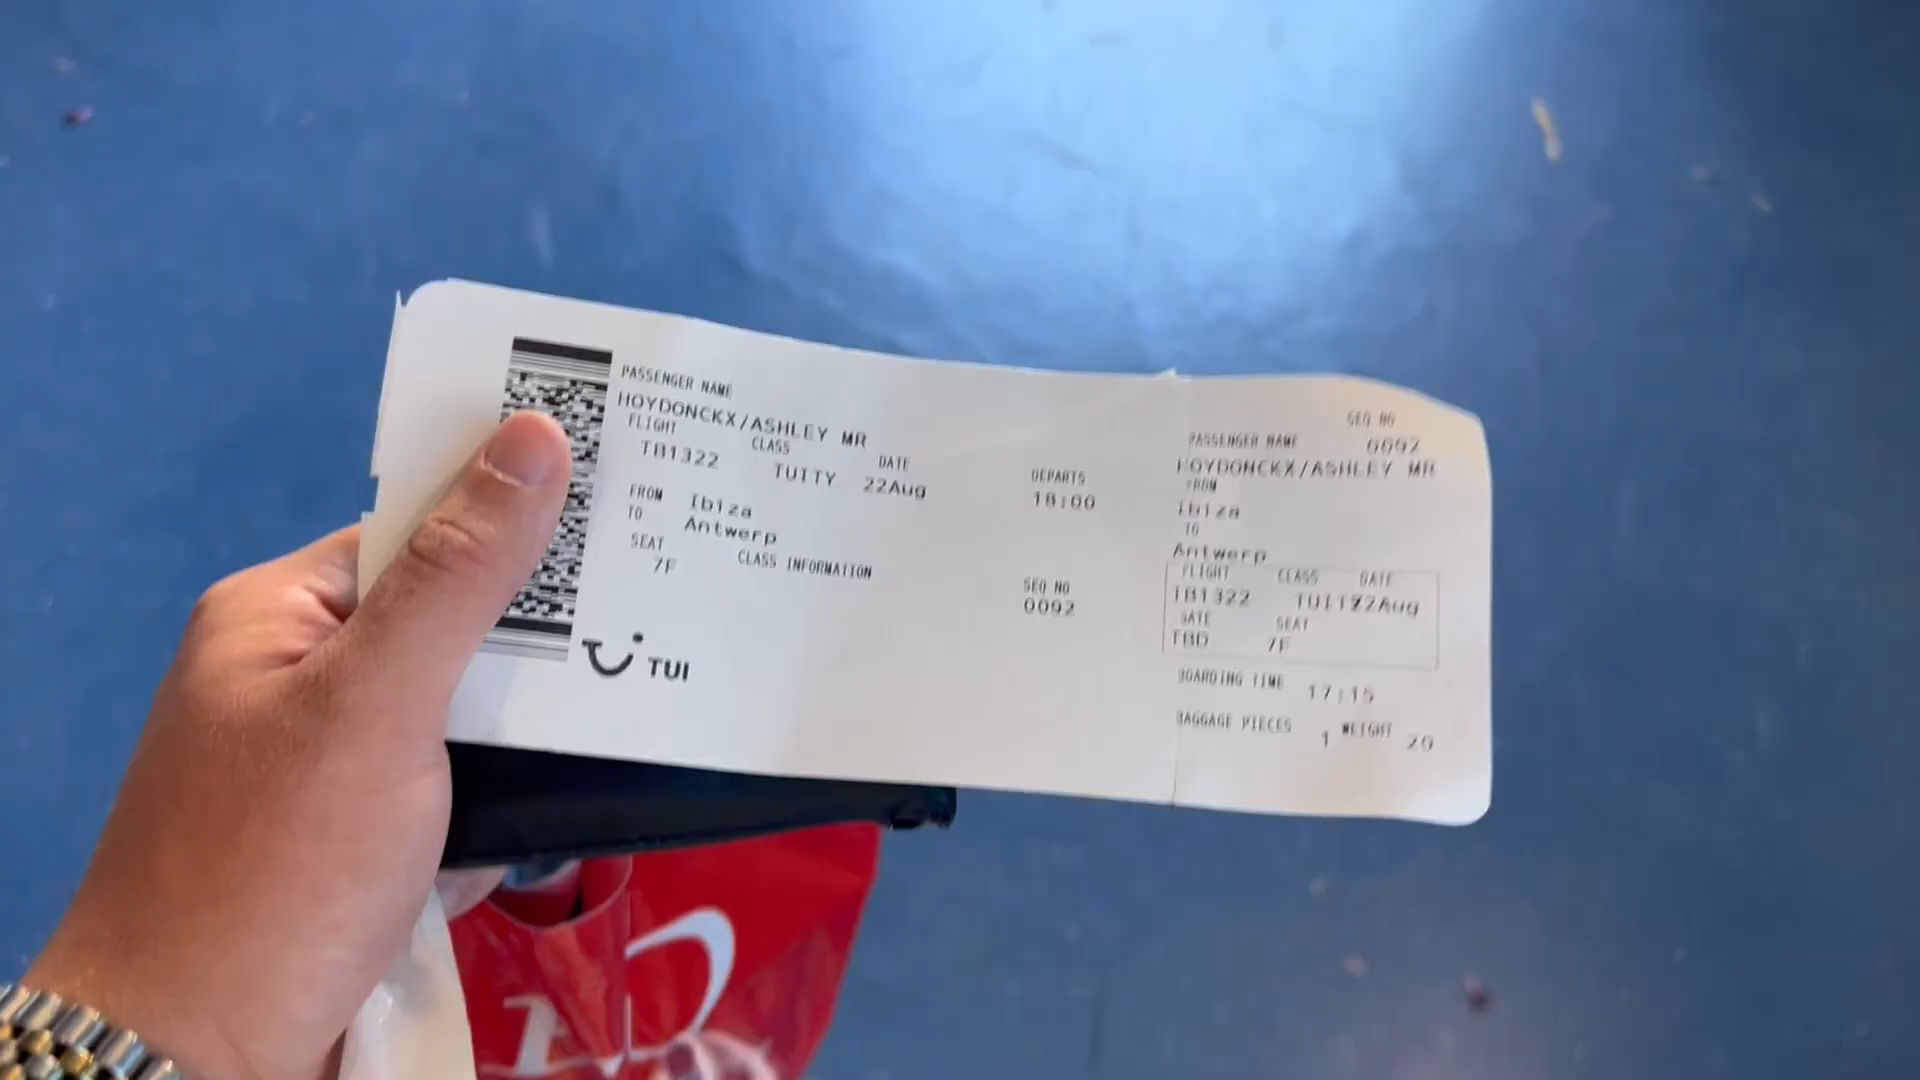 PASSENGER NAME
HOYDONCKX/ASHLEY MR
FLIGHT CLASS DATE DEPARTS
TB1322 TUITY 22Aug 18:00
FROM Ibiza
TO Antwerp
SEAT CLASS INFORMATION SEQ NO
7F 0092
TUI
SEQ NO
PASSENGER NAME 0092
HOYDONCKX/ASHLEY MR
FROM
Ibiza
TO
Antwerp
FLIGHT CLASS DATE
TB1322 22Aug
GATE SEAT
TBD 7F
BOARDING TIME 17:15
BAGGAGE PIECES 1 WEIGHT 20